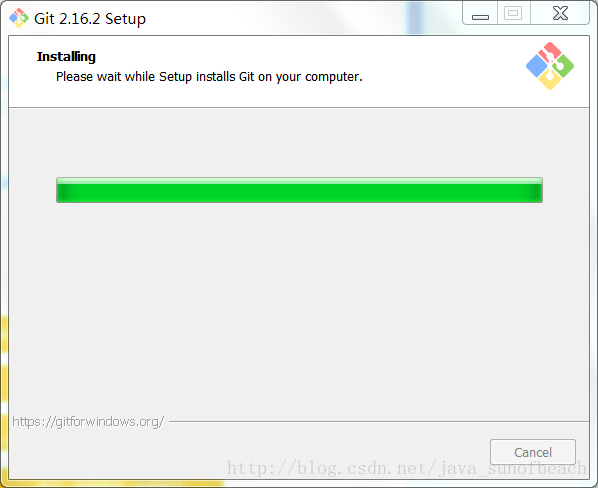 Git 2.16.2 Setup
Installing
Please wait while Setup installs Git on your computer.
https://gitforwindows.org/
Cancel
http://blog.csdn.net/java_sunofbeach